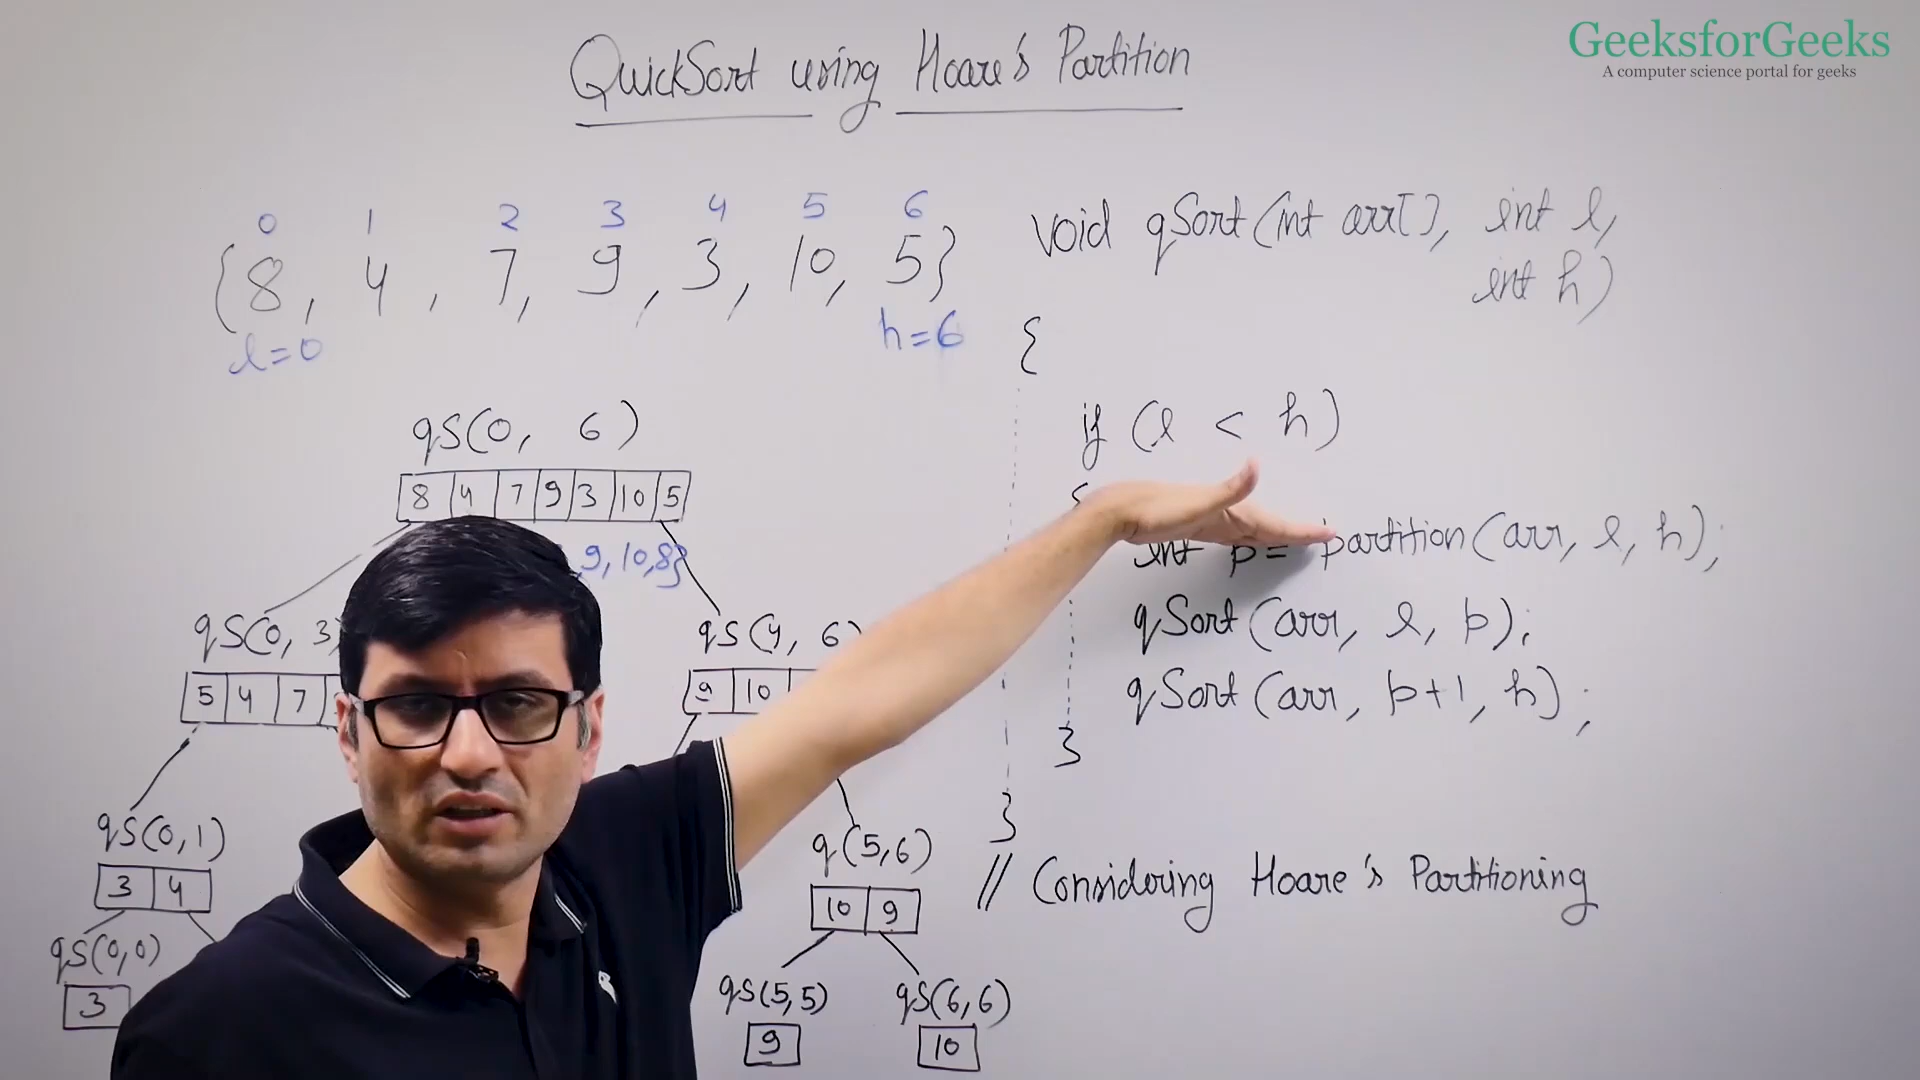 GeeksforGeeks
A computer science portal for geeks
QuickSort using Hoare's Partition
0 1 2 3 4 5 6
{8, 4, 7, 9, 3, 10, 5}
l=0 h=6
void qSort(int arr[], int l,
int h)
{
if (l < h)
{
int p = partition(arr, l, h);
qSort(arr, l, p);
qSort(arr, p+1, h);
}
}
// Considering Hoare's Partitioning
qS(0, 6)
8 4 7 9 3 10 5
9, 10, 8}
qS(0, 3) qS(4, 6)
5 4 7
9 10
qS(0,1) q(5,6)
3 4
10 9
qS(0,0) qS(5,5) qS(6,6)
3 9 10